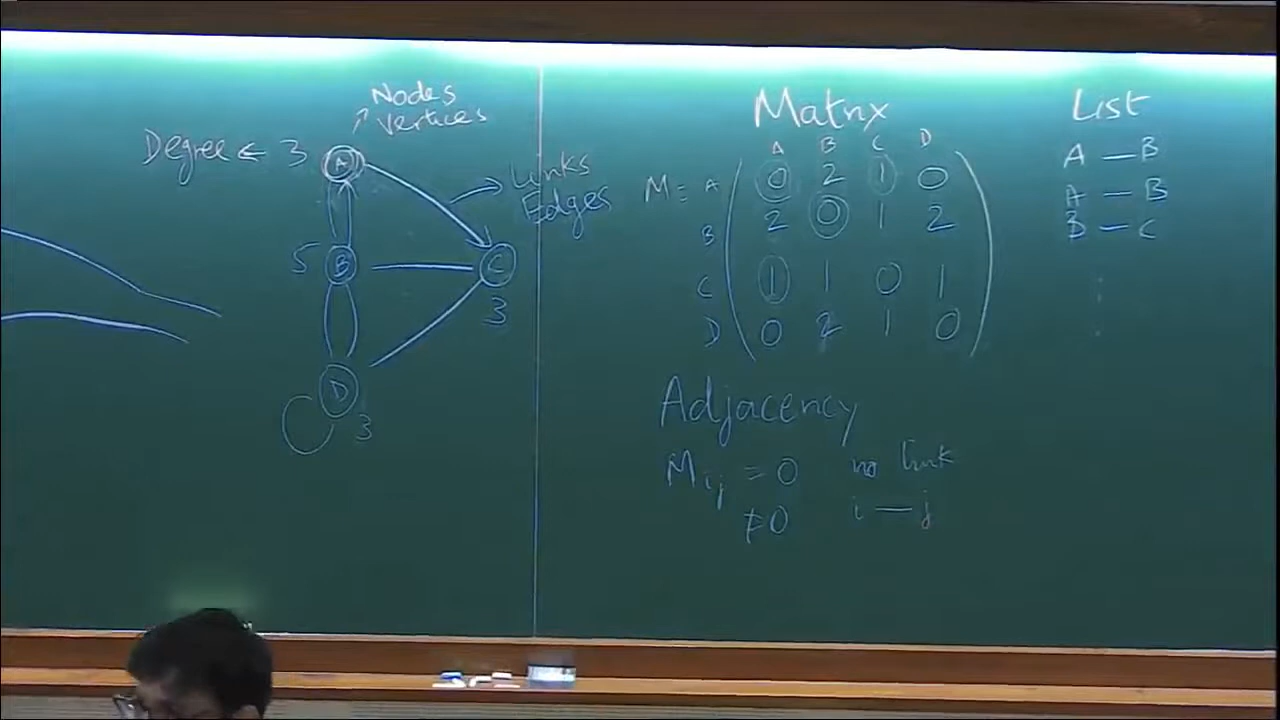 Nodes
Vertices
Degree ← 3
A
Links
Edges
5 B
C
3
D
3
Matrix
A B C D
M = A 0 2 1 0
B 2 0 1 2
C 1 1 0 1
D 0 2 1 0
Adjacency
Mij = 0 no link
≠0 i — j
List
A — B
A — B
B — C